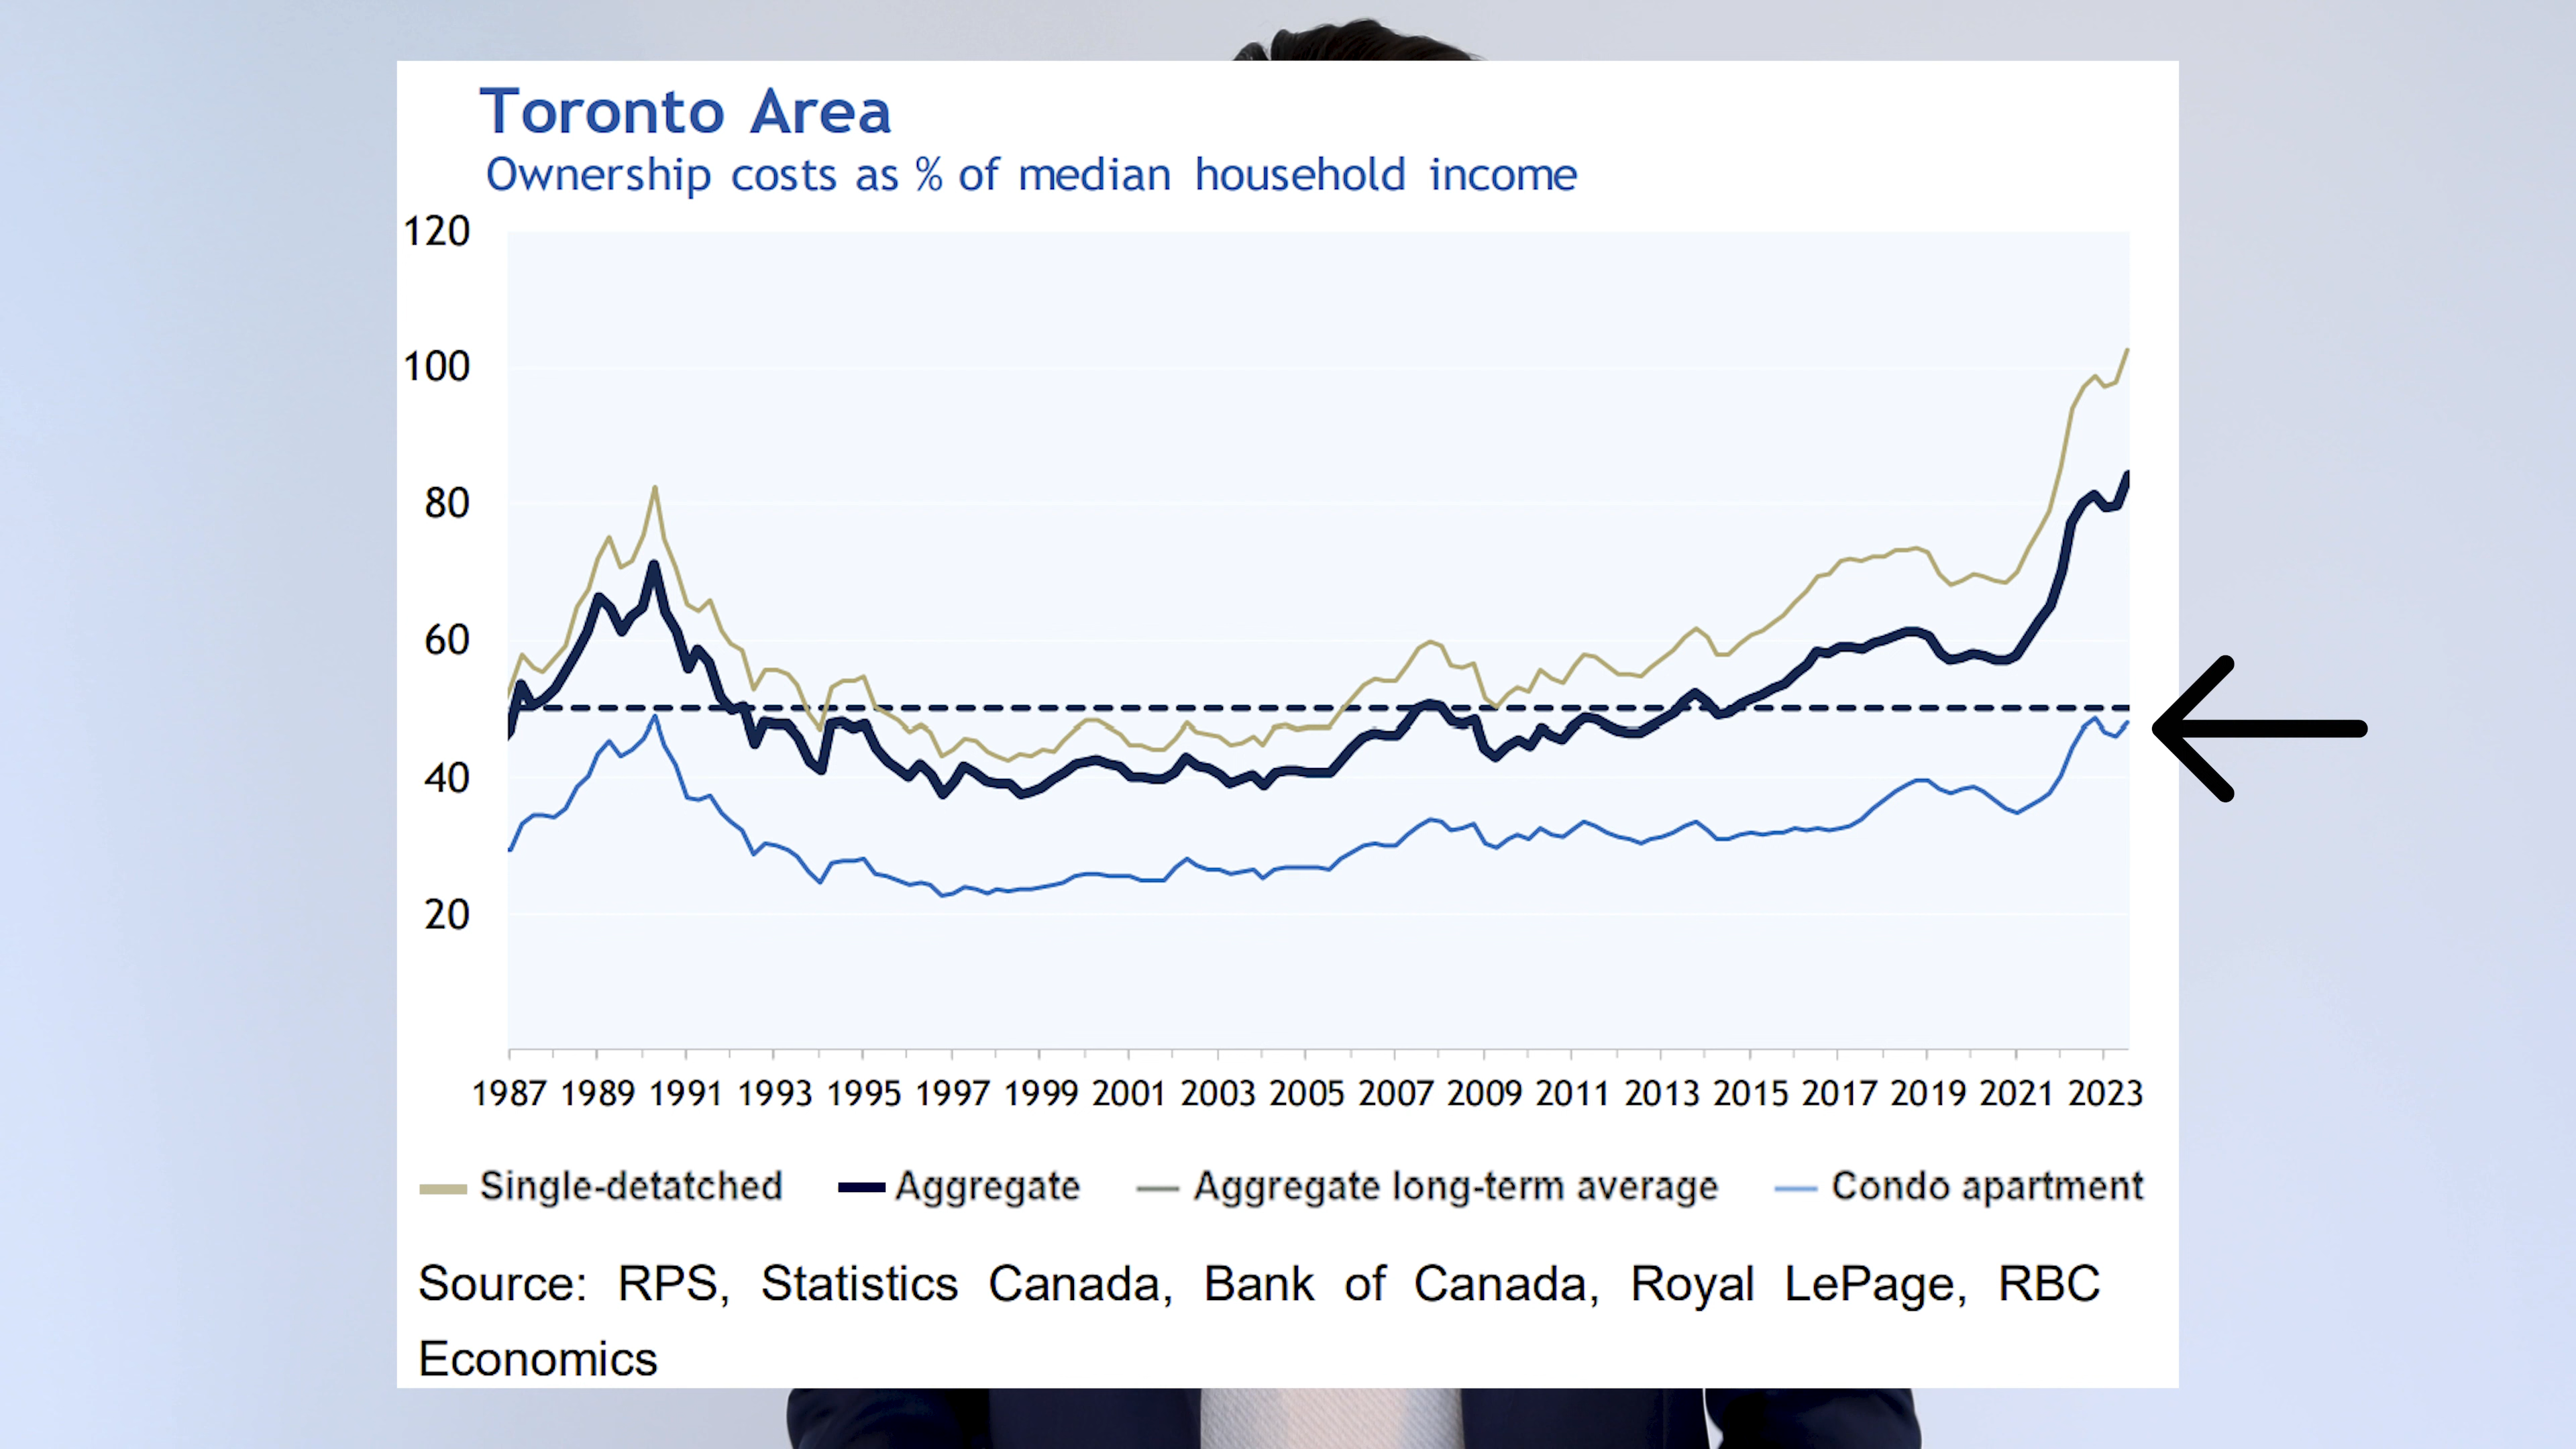 Toronto Area
Ownership costs as % of median household income
120
100
80
60
40
20
1987 1989 1991 1993 1995 1997 1999 2001 2003 2005 2007 2009 2011 2013 2015 2017 2019 2021 2023
Single-detatched Aggregate Aggregate long-term average Condo apartment
Source: RPS, Statistics Canada, Bank of Canada, Royal LePage, RBC
Economics